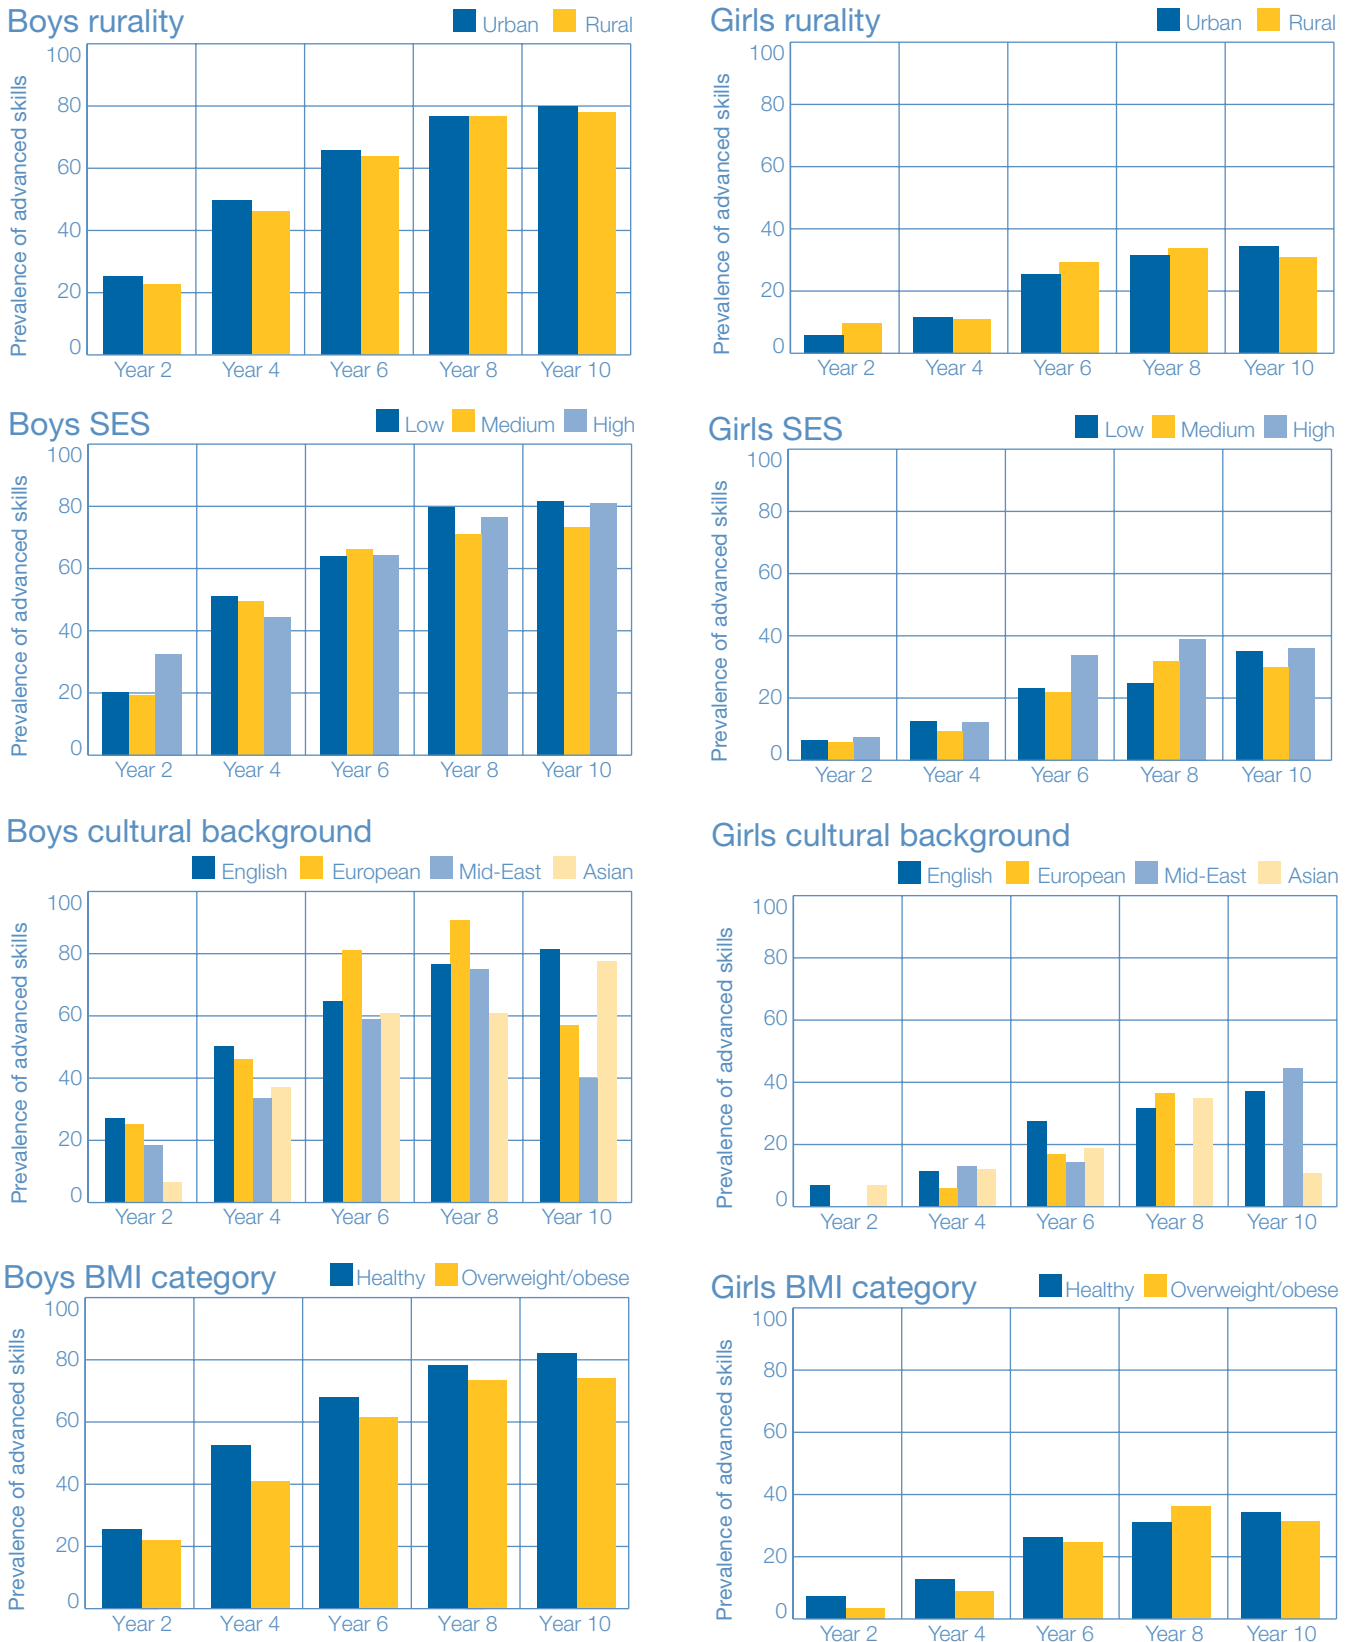 Boys rurality
Urban Rural
Prevalence of advanced skills
100
80
60
40
20
0
Year 2 Year 4 Year 6 Year 8 Year 10
Girls rurality
Urban Rural
Prevalence of advanced skills
100
80
60
40
20
0
Year 2 Year 4 Year 6 Year 8 Year 10
Boys SES
Low Medium High
Prevalence of advanced skills
100
80
60
40
20
0
Year 2 Year 4 Year 6 Year 8 Year 10
Girls SES
Low Medium High
Prevalence of advanced skills
100
80
60
40
20
0
Year 2 Year 4 Year 6 Year 8 Year 10
Boys cultural background
English European Mid-East Asian
Prevalence of advanced skills
100
80
60
40
20
0
Year 2 Year 4 Year 6 Year 8 Year 10
Girls cultural background
English European Mid-East Asian
Prevalence of advanced skills
100
80
60
40
20
0
Year 2 Year 4 Year 6 Year 8 Year 10
Boys BMI category
Healthy Overweight/obese
Prevalence of advanced skills
100
80
60
40
20
0
Year 2 Year 4 Year 6 Year 8 Year 10
Girls BMI category
Healthy Overweight/obese
Prevalence of advanced skills
100
80
60
40
20
0
Year 2 Year 4 Year 6 Year 8 Year 10